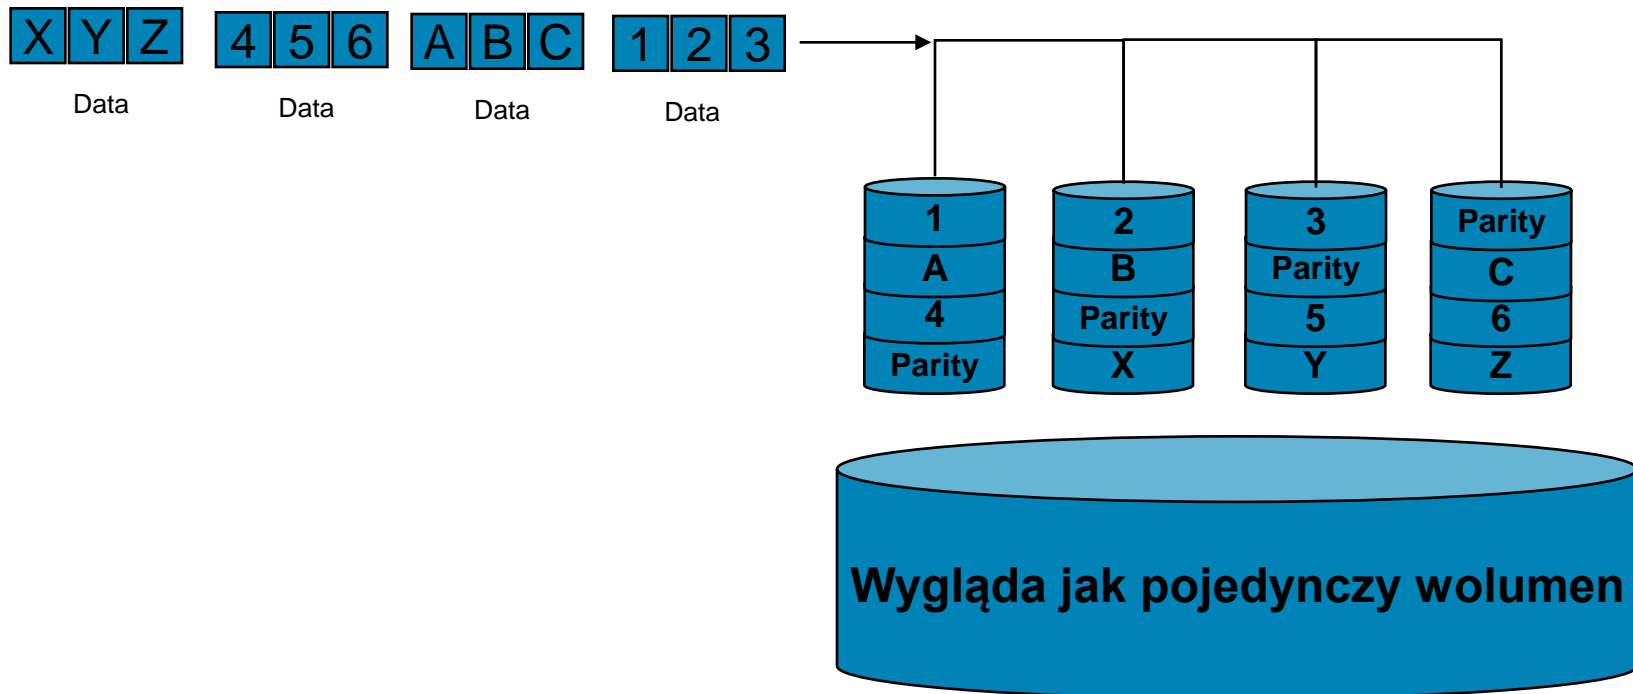 X Y Z 4 5 6 A B C 1 2 3
Data Data Data Data
1 2 3 Parity
A B Parity C
4 Parity 5 6
Parity X Y Z
Wygląda jak pojedynczy wolumen